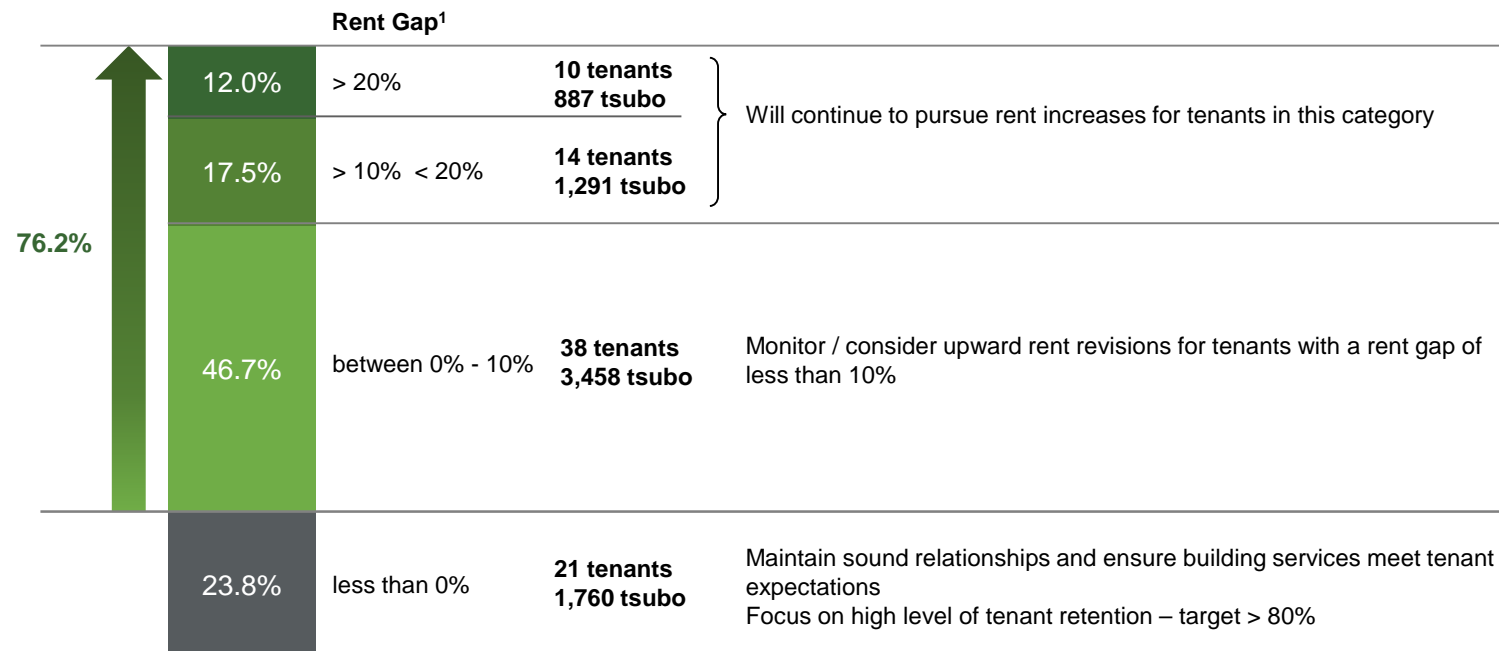 Rent Gap1
12.0%
> 20%
10 tenants
887 tsubo
Will continue to pursue rent increases for tenants in this category
17.5%
> 10%  < 20%
14 tenants
1,291 tsubo
76.2%
46.7%
between 0% - 10%
38 tenants
3,458 tsubo
Monitor / consider upward rent revisions for tenants with a rent gap of
less than 10%
23.8%
less than 0%
21 tenants
1,760 tsubo
Maintain sound relationships and ensure building services meet tenant
expectations
Focus on high level of tenant retention – target > 80%